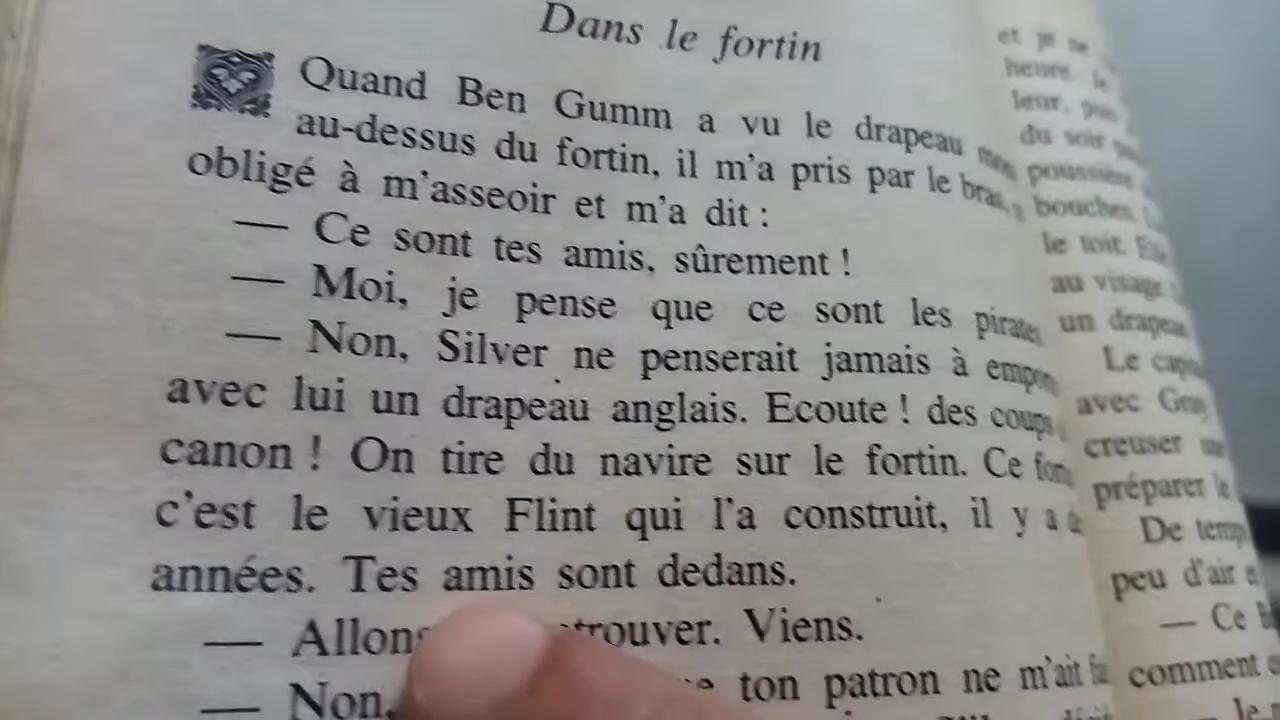 Dans le fortin
Quand Ben Gumm a vu le drapeau
au-dessus du fortin, il m'a pris par le bras,
obligé à m'asseoir et m'a dit :
— Ce sont tes amis, sûrement !
— Moi, je pense que ce sont les pirates
— Non, Silver ne penserait jamais à
avec lui un drapeau anglais. Ecoute ! des coups
canon ! On tire du navire sur le fortin. Ce
c'est le vieux Flint qui l'a construit, il y a
années. Tes amis sont dedans.
— trouver. Viens.
— Non, ton patron ne m'ait
et je ne
heure.
leur,
du soir
poussière
bouches.
le toit.
au visage
un drapeau
Le
avec
creuser
préparer le
De
peu d'air
— Ce
comment